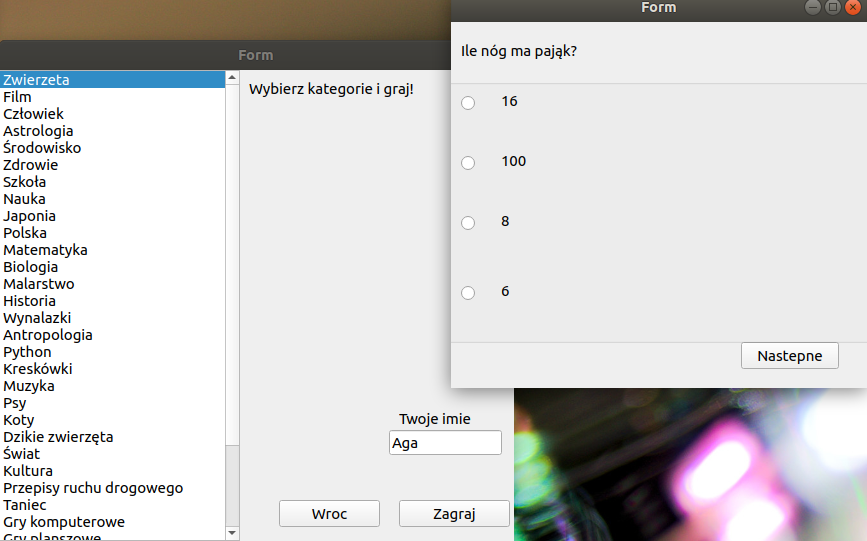 Form
Zwierzeta
Film
Człowiek
Astrologia
Środowisko
Zdrowie
Szkoła
Nauka
Japonia
Polska
Matematyka
Biologia
Malarstwo
Historia
Wynalazki
Antropologia
Python
Kreskówki
Muzyka
Psy
Koty
Dzikie zwierzęta
Świat
Kultura
Przepisy ruchu drogowego
Taniec
Gry komputerowe
Gry planszowe
Wybierz kategorie i graj!
Twoje imie
Aga
Wroc
Zagraj
Form
Ile nóg ma pająk?
16
100
8
6
Nastepne